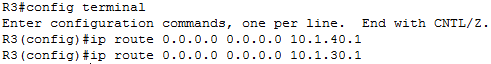 R3#config terminal
Enter configuration commands, one per line.  End with CNTL/Z.
R3(config)#ip route 0.0.0.0 0.0.0.0 10.1.40.1
R3(config)#ip route 0.0.0.0 0.0.0.0 10.1.30.1